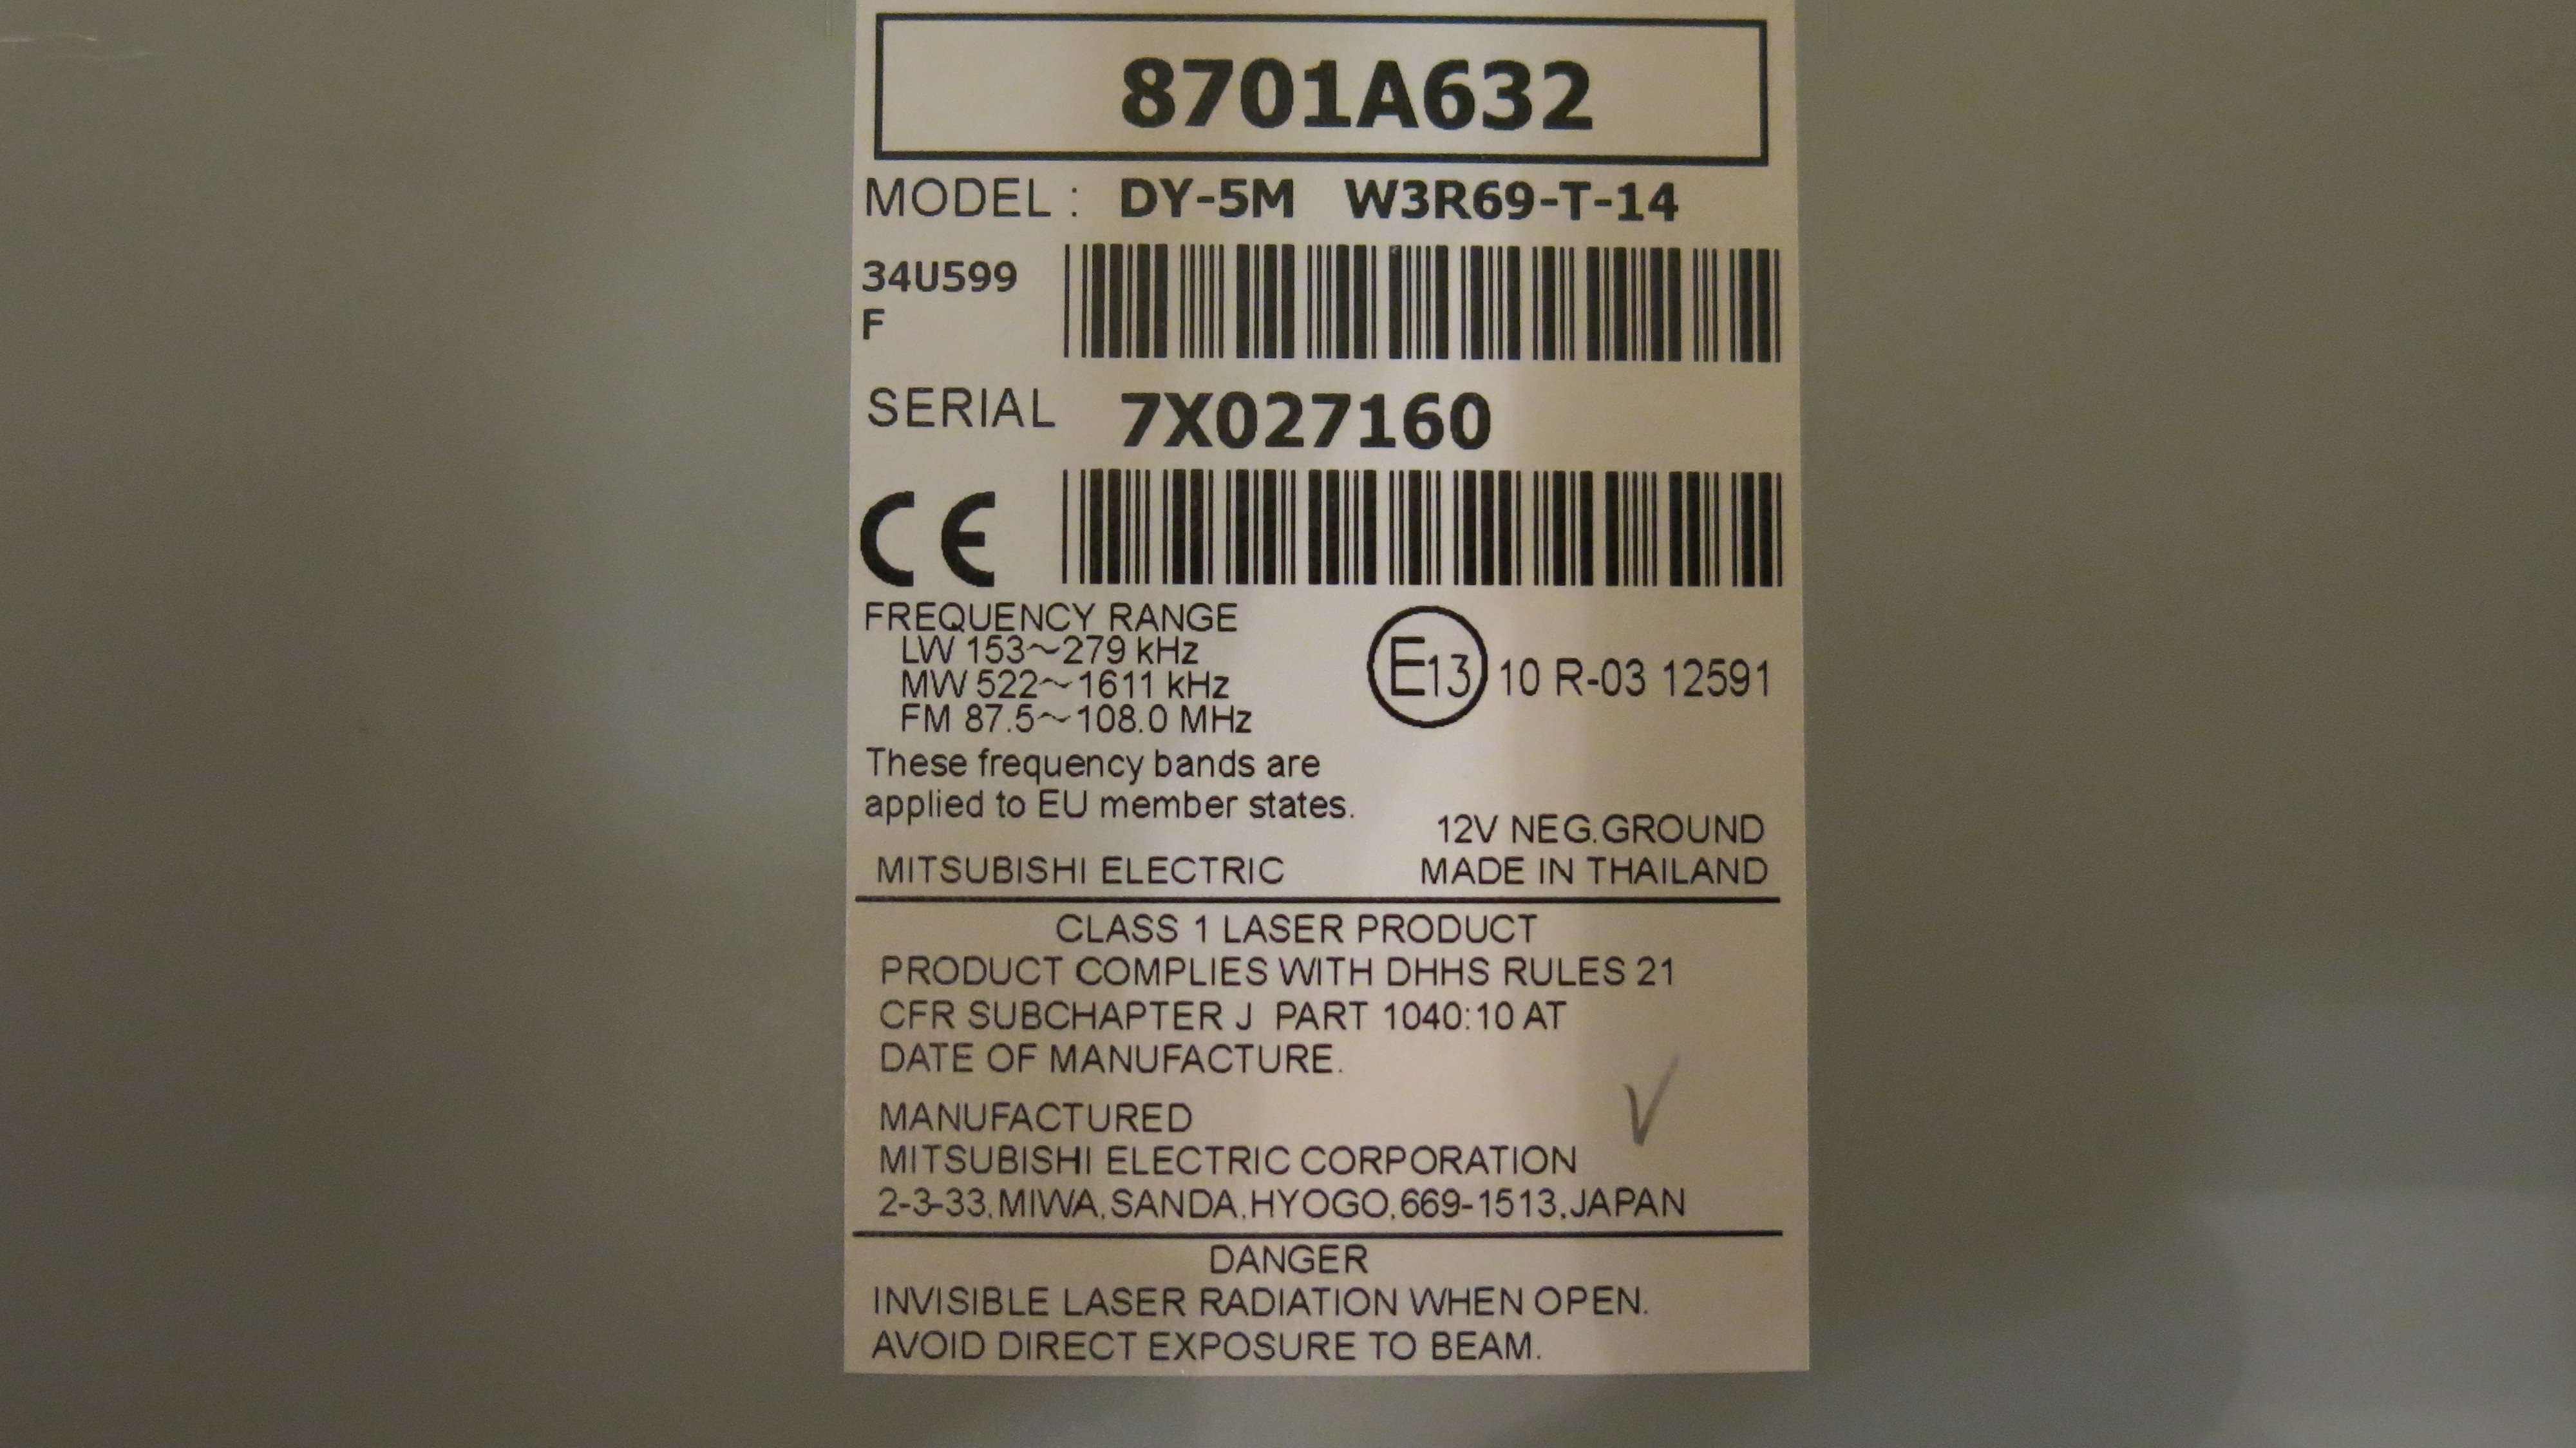 8701A632
MODEL : DY-5M W3R69-T-14
34U599
F
SERIAL 7X027160
CE
FREQUENCY RANGE
LW 153~279 kHz
MW 522~1611 kHz
FM 87.5~108.0 MHz
E13 10 R-03 12591
These frequency bands are
applied to EU member states.
12V NEG.GROUND
MITSUBISHI ELECTRIC MADE IN THAILAND
CLASS 1 LASER PRODUCT
PRODUCT COMPLIES WITH DHHS RULES 21
CFR SUBCHAPTER J PART 1040:10 AT
DATE OF MANUFACTURE.
MANUFACTURED
MITSUBISHI ELECTRIC CORPORATION
2-3-33,MIWA,SANDA,HYOGO,669-1513,JAPAN
DANGER
INVISIBLE LASER RADIATION WHEN OPEN.
AVOID DIRECT EXPOSURE TO BEAM.